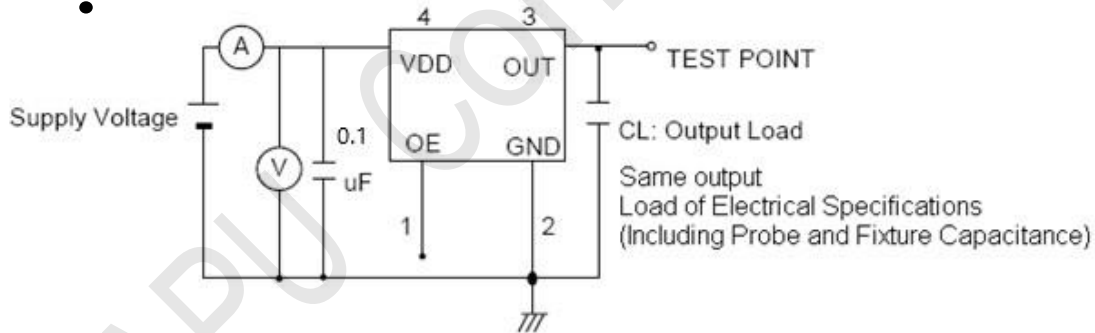 4 3
A
VDD
OUT
TEST POINT
Supply Voltage
0.1
uF
V
OE
GND
CL: Output Load
Same output
Load of Electrical Specifications
(Including Probe and Fixture Capacitance)
1
2